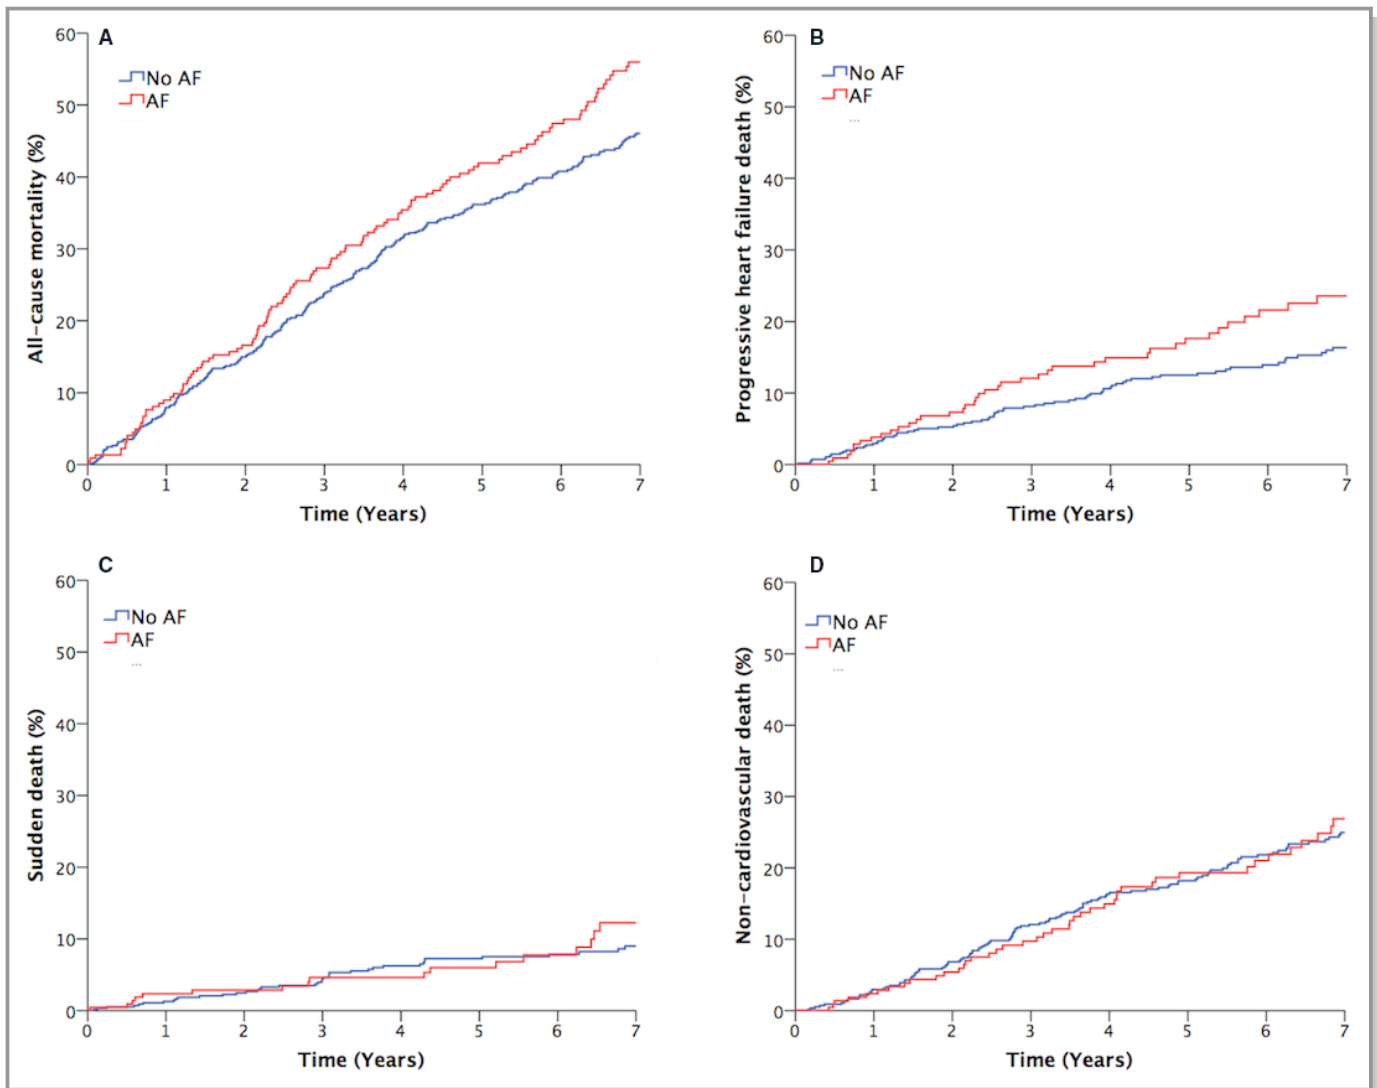 A
60
50
40
30
20
10
0
All-cause mortality (%)
No AF
AF
0 1 2 3 4 5 6 7
Time (Years)
B
60
50
40
30
20
10
0
Progressive heart failure death (%)
No AF
AF
...
0 1 2 3 4 5 6 7
Time (Years)
C
60
50
40
30
20
10
0
Sudden death (%)
No AF
AF
...
0 1 2 3 4 5 6 7
Time (Years)
D
60
50
40
30
20
10
0
Non-cardiovascular death (%)
No AF
AF
...
0 1 2 3 4 5 6 7
Time (Years)